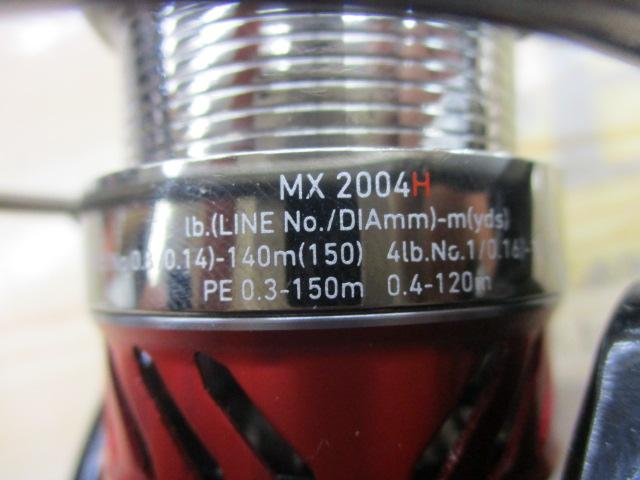 MX 2004H
lb.(LINE No./DIAmm)-m(yds)
0.14)-140m(150) 4lb.No.1/0.16)-
PE 0.3-150m 0.4-120m